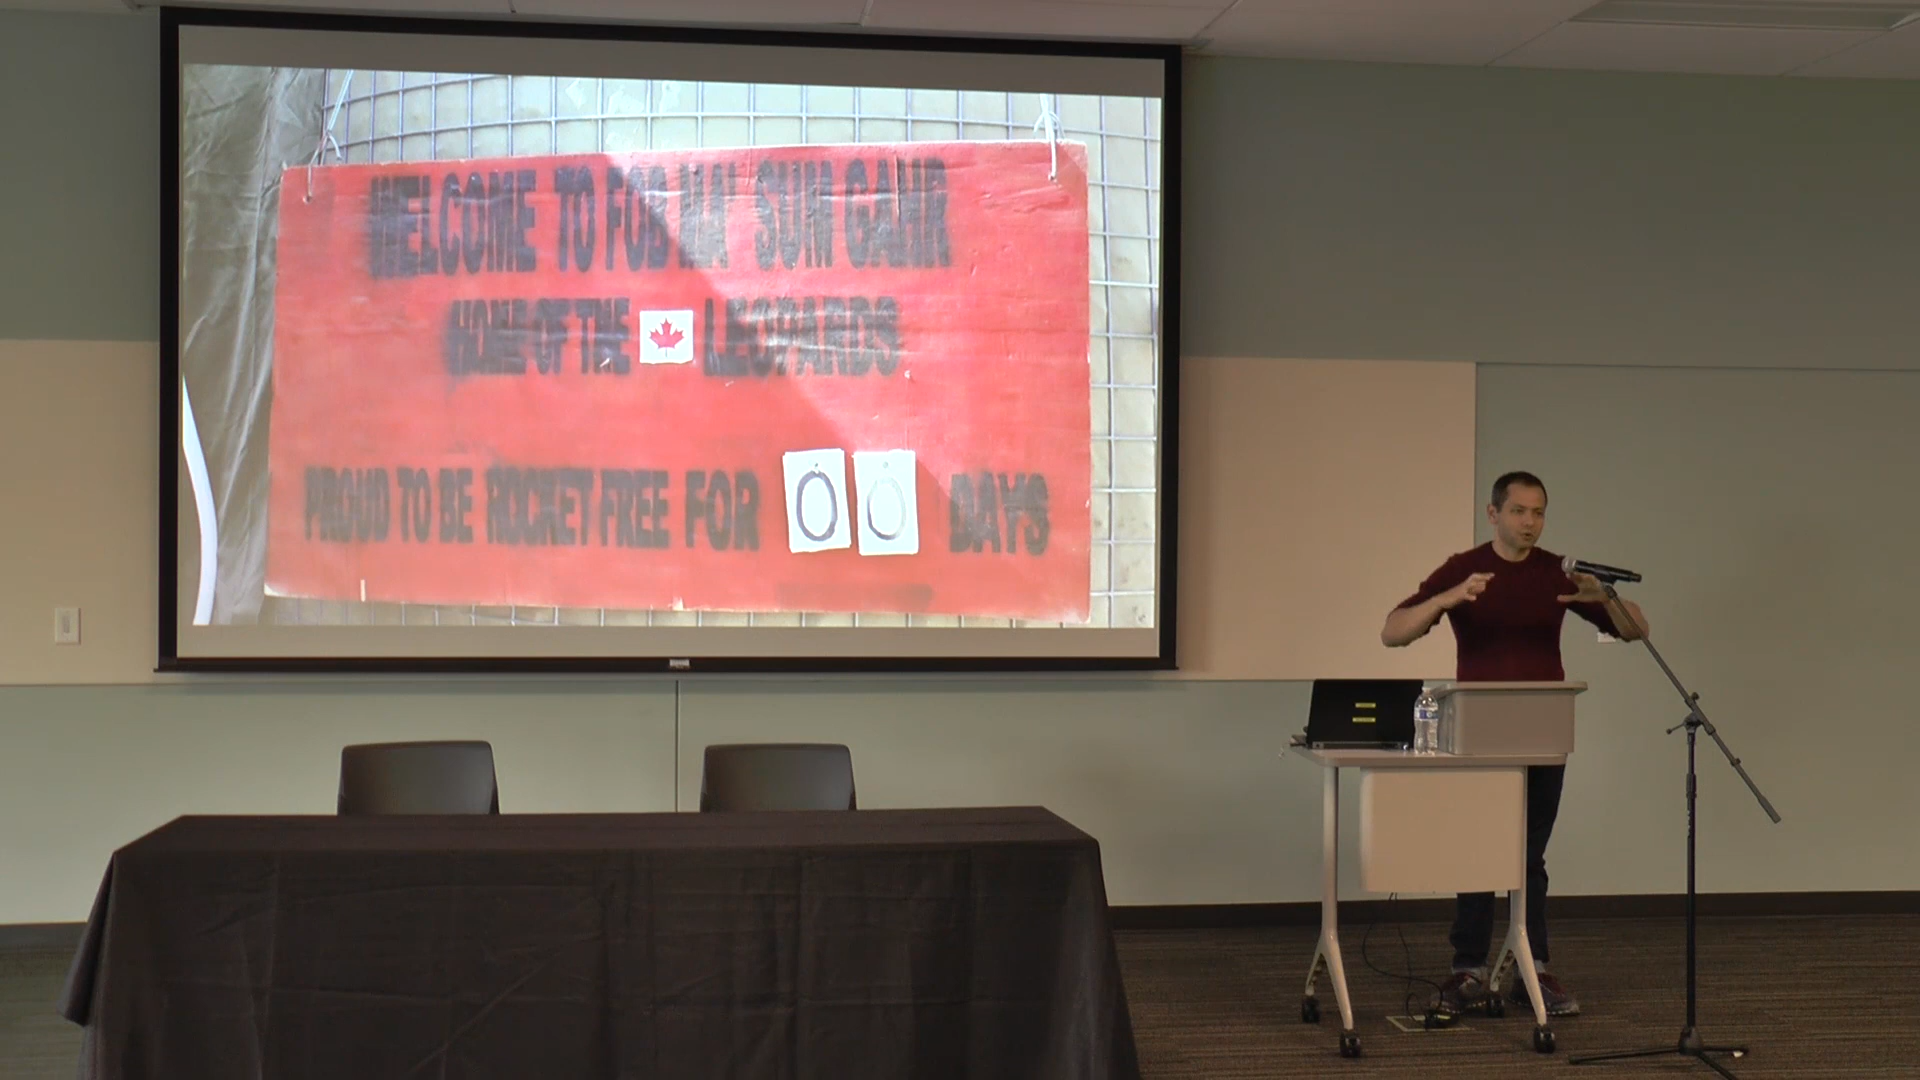 WELCOME TO FOB MA' SUM GAHR
HOME OF THE LEOPARDS
PROUD TO BE ROCKET FREE FOR 00 DAYS